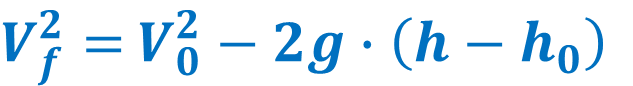 V_f^2 = V_0^2 − 2g · (h − h_0)